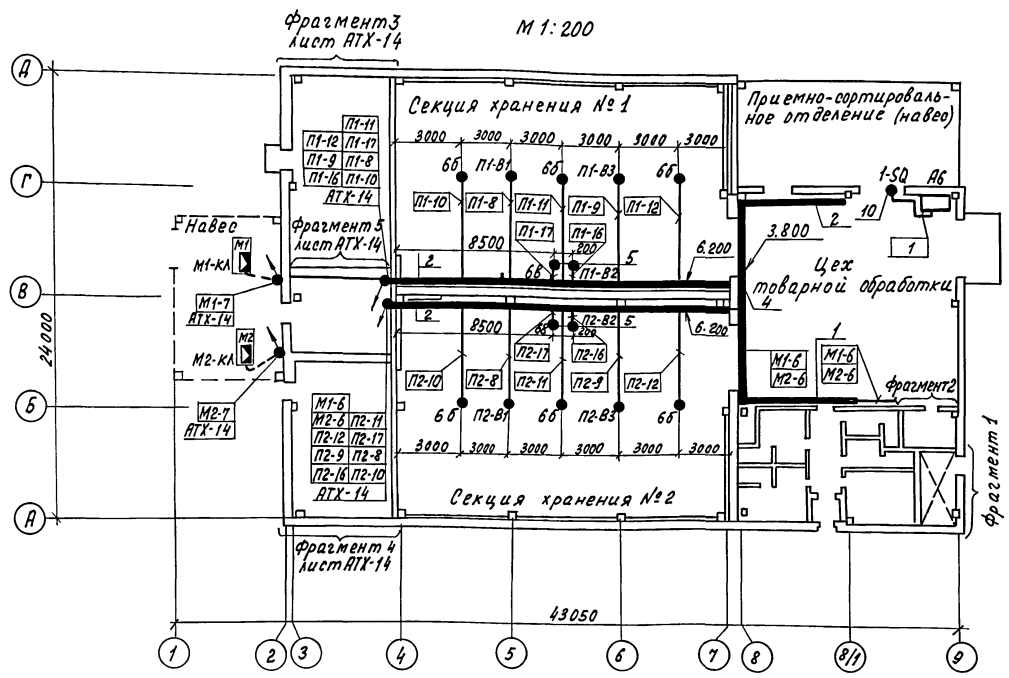 Фрагмент 3
лист АТХ-14
М 1:200
Д
Секция хранения №1
Приемно-сортироваль-
ное отделение (навес)
П1-11
П1-12 П1-17
П1-9 П1-8
П1-16 П1-10
АТХ-14
3000 3000 3000 3000 3000 3000
6б П1-В1 6б П1-В3 6б
Г
1-SQ А6
П1-10 П1-8 П1-11 П1-9 П1-12
10
2
1
Навес
Фрагмент 5
лист АТХ-14
М1
М1-КЛ
8500
П1-17 П1-16
200
2
6в П1-В2
5
6.200
3.800
Цех
товарной обработки
4
В
М1-7
АТХ-14
2
8500
6в
П2-В2
200
5
6.200
24000
М2
М2-КЛ
П2-17 П2-16
П2-10 П2-8 П2-11 П2-9 П2-12
М1-6
М2-6
1
М1-6
М2-6
Фрагмент 2
Б
М2-7
АТХ-14
М1-6
М2-6 П2-11
П2-12 П2-17
П2-9 П2-8
П2-16 П2-10
АТХ-14
6б П2-В1 6б П2-В3 6б
3000 3000 3000 3000 3000 3000
Фрагмент 1
Секция хранения №2
А
Фрагмент 4
лист АТХ-14
43050
1 2 3 4 5 6 7 8 8/1 9